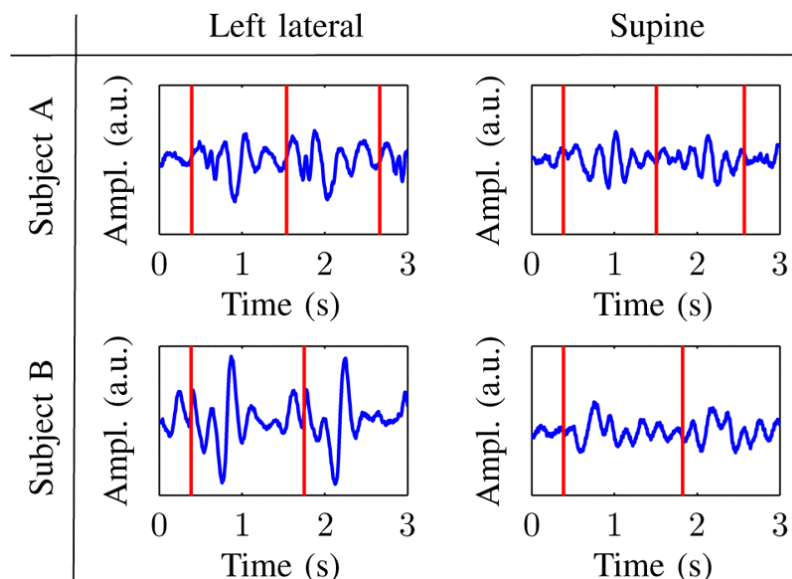 Left lateral Supine
Subject A
Ampl. (a.u.)
0 1 2 3
Time (s)
Ampl. (a.u.)
0 1 2 3
Time (s)
Subject B
Ampl. (a.u.)
0 1 2 3
Time (s)
Ampl. (a.u.)
0 1 2 3
Time (s)